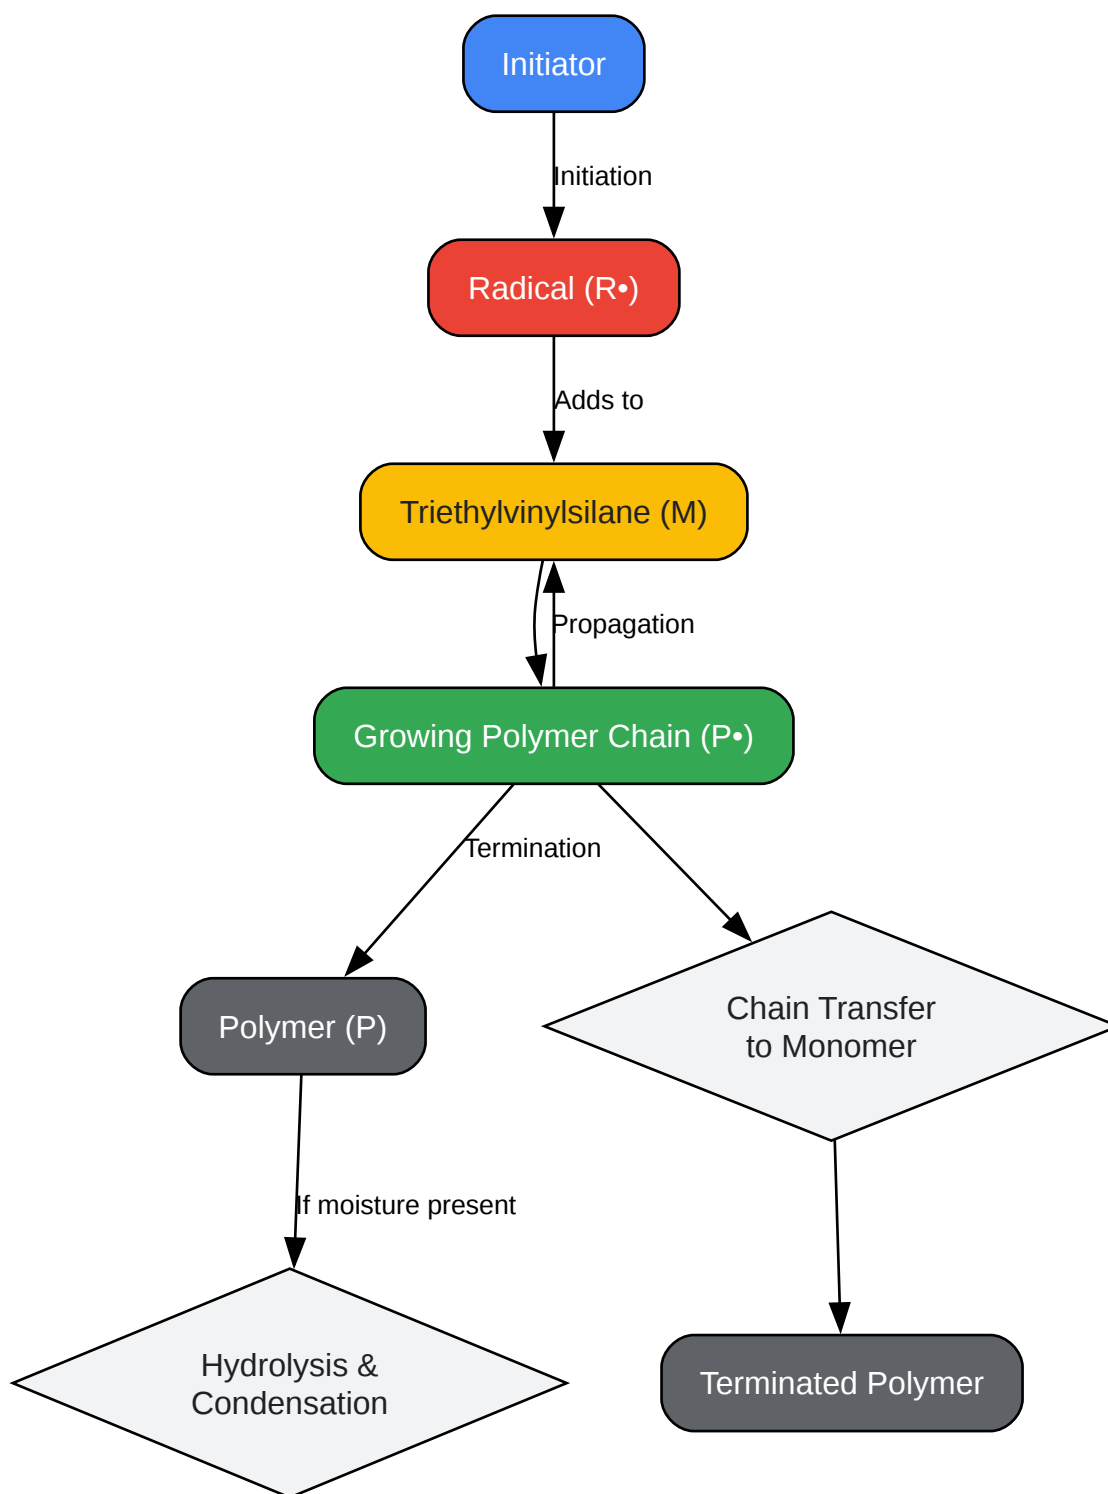 Initiator
Initiation
Radical (R•)
Adds to
Triethylvinylsilane (M)
Propagation
Growing Polymer Chain (P•)
Termination
Chain Transfer
to Monomer
Polymer (P)
If moisture present
Hydrolysis &
Condensation
Terminated Polymer